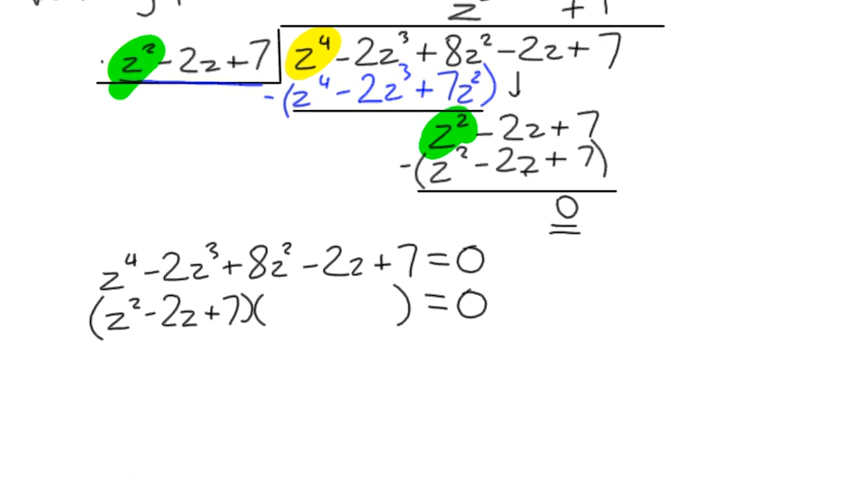 z² + 1
z² - 2z + 7 | z⁴ - 2z³ + 8z² - 2z + 7
-(z⁴ - 2z³ + 7z²) ↓
z² - 2z + 7
-(z² - 2z + 7)
0
z⁴ - 2z³ + 8z² - 2z + 7 = 0
(z² - 2z + 7)( ) = 0